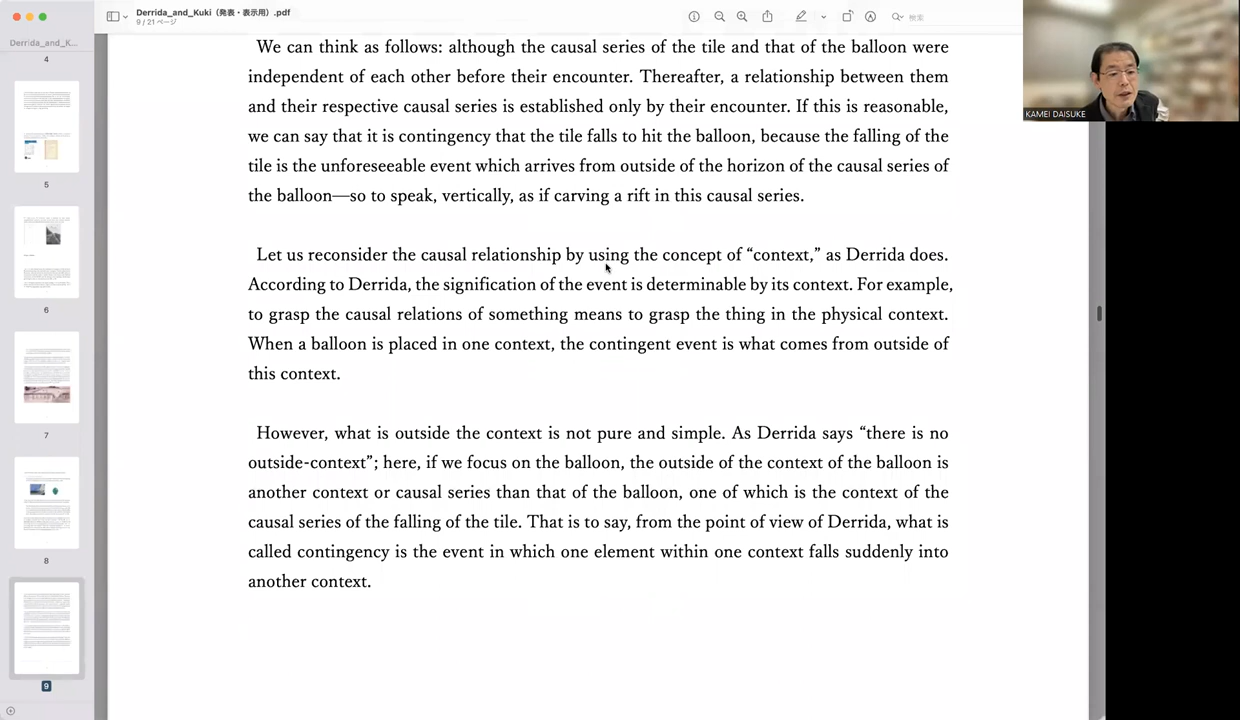 Derrida_and_Kuki（発表・表示用）.pdf
9 / 21 ページ
検索
Derrida_and_K...
4
5
6
7
8
9
KAMEI DAISUKE
We can think as follows: although the causal series of the tile and that of the balloon were
independent of each other before their encounter. Thereafter, a relationship between them
and their respective causal series is established only by their encounter. If this is reasonable,
we can say that it is contingency that the tile falls to hit the balloon, because the falling of the
tile is the unforeseeable event which arrives from outside of the horizon of the causal series of
the balloon—so to speak, vertically, as if carving a rift in this causal series.
Let us reconsider the causal relationship by using the concept of “context,” as Derrida does.
According to Derrida, the signification of the event is determinable by its context. For example,
to grasp the causal relations of something means to grasp the thing in the physical context.
When a balloon is placed in one context, the contingent event is what comes from outside of
this context.
However, what is outside the context is not pure and simple. As Derrida says “there is no
outside-context”; here, if we focus on the balloon, the outside of the context of the balloon is
another context or causal series than that of the balloon, one of which is the context of the
causal series of the falling of the tile. That is to say, from the point of view of Derrida, what is
called contingency is the event in which one element within one context falls suddenly into
another context.